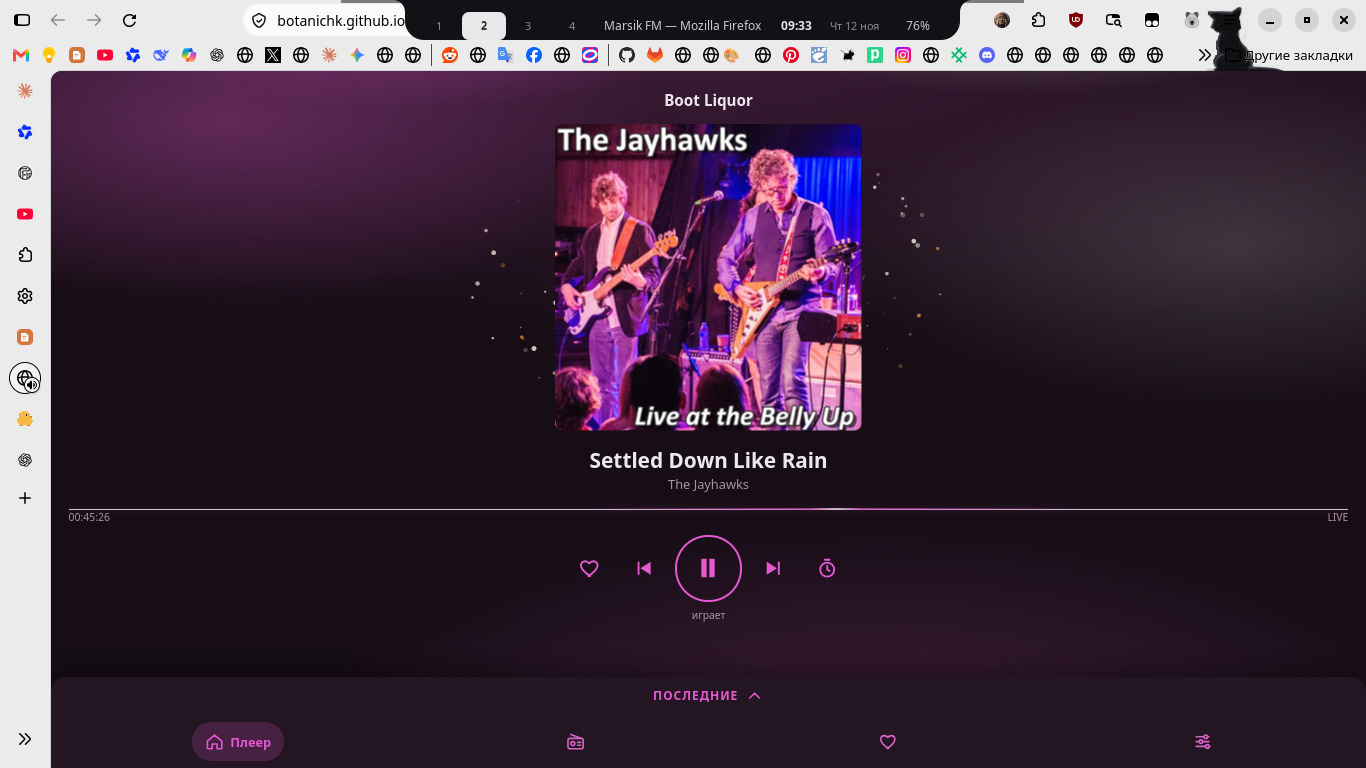 botanichk.github.io
1 2 3 4 Marsik FM — Mozilla Firefox 09:33 Чт 12 ноя 76%
Другие закладки
Boot Liquor
The Jayhawks
Live at the Belly Up
Settled Down Like Rain
The Jayhawks
00:45:26 LIVE
играет
ПОСЛЕДНИЕ
Плеер